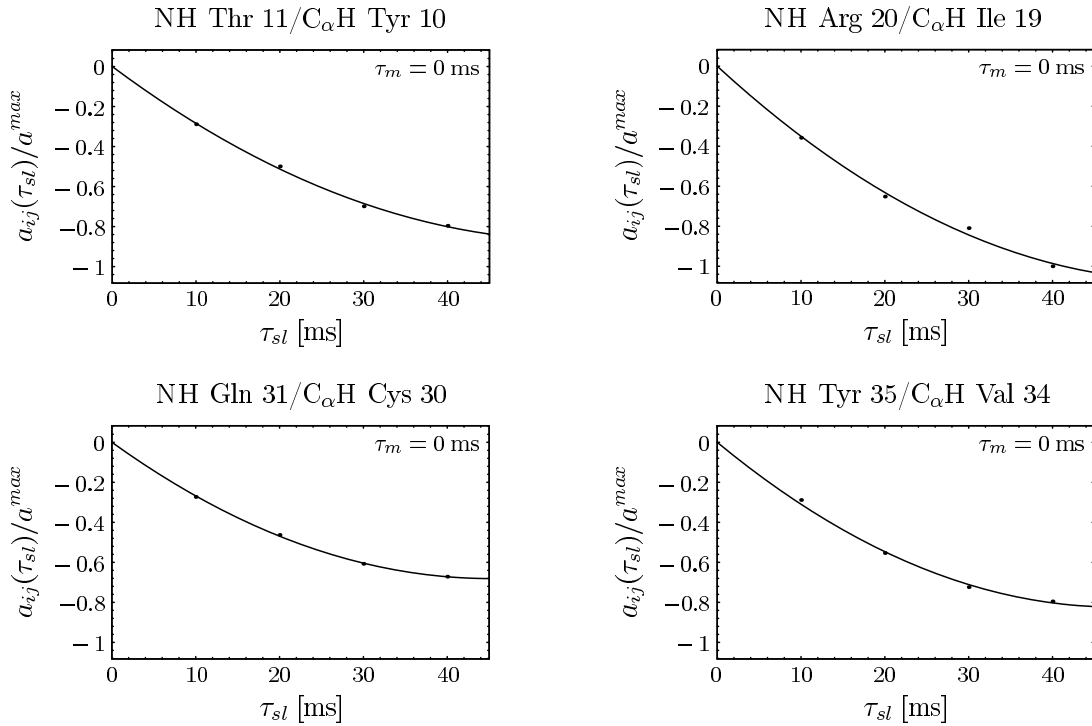 NH Thr 11/CαH Tyr 10
τm = 0 ms
aij(τsl)/a^max
0
−0.2
−0.4
−0.6
−0.8
−1
0 10 20 30 40
τsl [ms]
NH Arg 20/CαH Ile 19
τm = 0 ms
aij(τsl)/a^max
0
−0.2
−0.4
−0.6
−0.8
−1
0 10 20 30 40
τsl [ms]
NH Gln 31/CαH Cys 30
τm = 0 ms
aij(τsl)/a^max
0
−0.2
−0.4
−0.6
−0.8
−1
0 10 20 30 40
τsl [ms]
NH Tyr 35/CαH Val 34
τm = 0 ms
aij(τsl)/a^max
0
−0.2
−0.4
−0.6
−0.8
−1
0 10 20 30 40
τsl [ms]